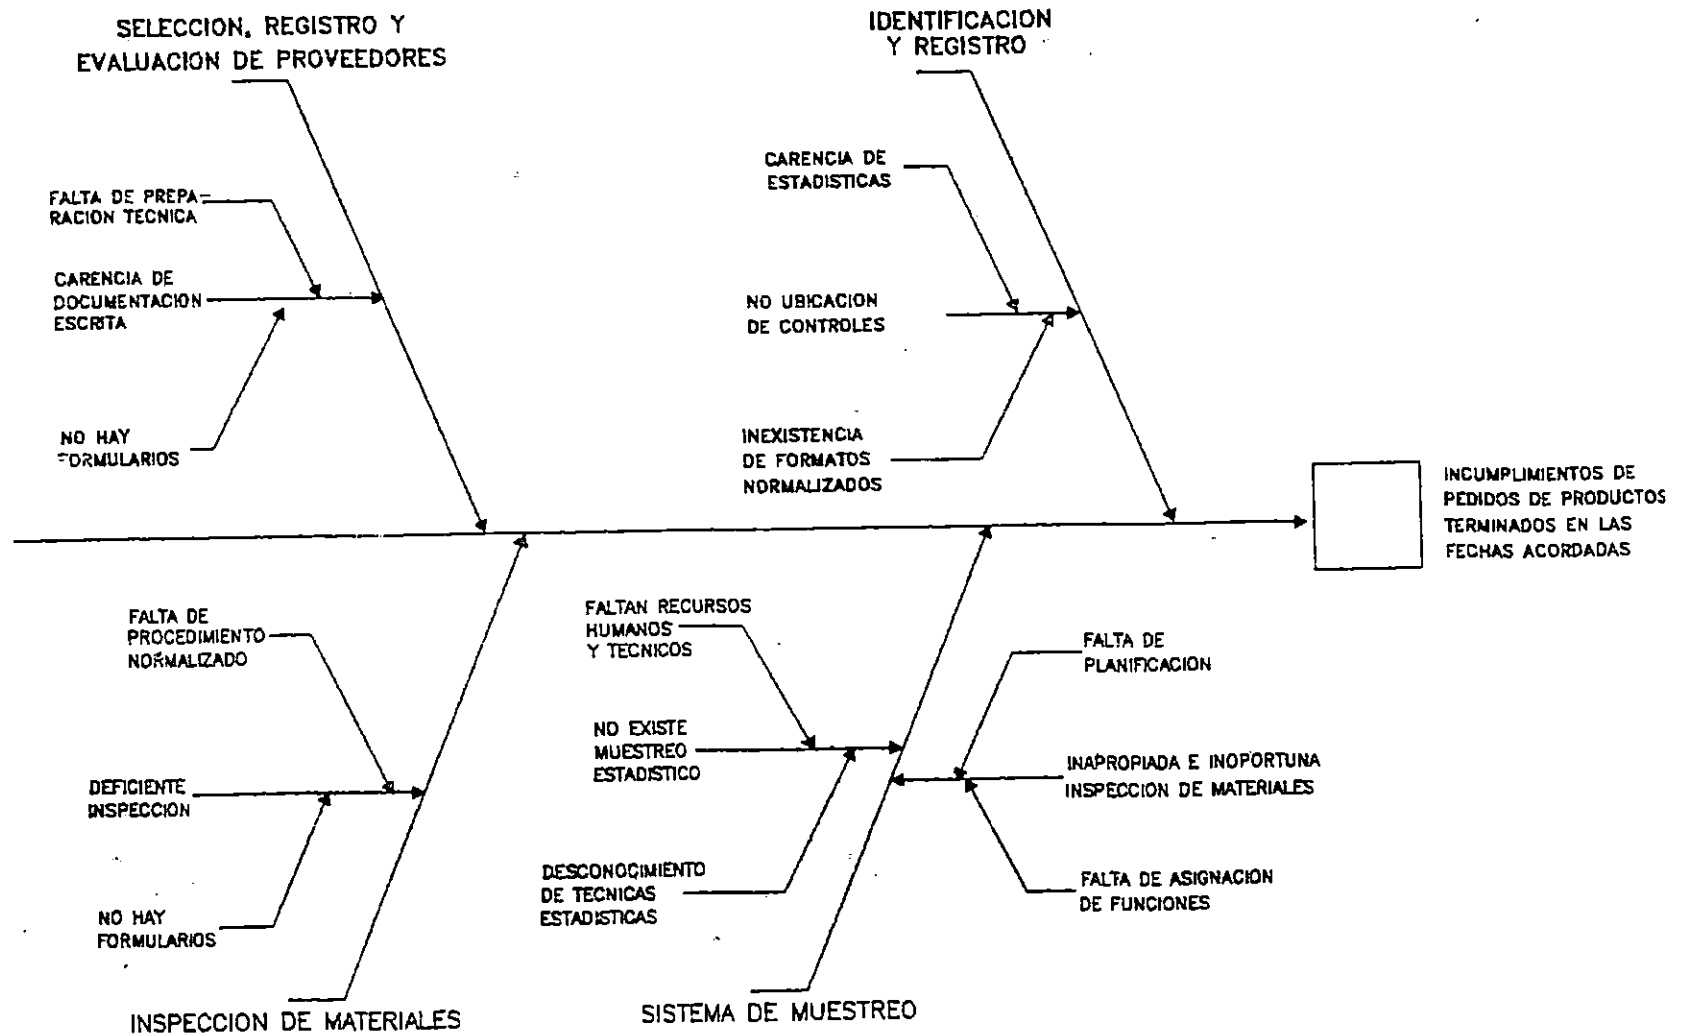 SELECCION, REGISTRO Y
EVALUACION DE PROVEEDORES
IDENTIFICACION
Y REGISTRO
FALTA DE PREPA-
RACION TECNICA
CARENCIA DE
DOCUMENTACION
ESCRITA
NO HAY
FORMULARIOS
CARENCIA DE
ESTADISTICAS
NO UBICACION
DE CONTROLES
INEXISTENCIA
DE FORMATOS
NORMALIZADOS
INCUMPLIMIENTOS DE
PEDIDOS DE PRODUCTOS
TERMINADOS EN LAS
FECHAS ACORDADAS
FALTA DE
PROCEDIMIENTO
NORMALIZADO
DEFICIENTE
INSPECCION
NO HAY
FORMULARIOS
FALTAN RECURSOS
HUMANOS
Y TECNICOS
NO EXISTE
MUESTREO
ESTADISTICO
DESCONOCIMIENTO
DE TECNICAS
ESTADISTICAS
FALTA DE
PLANIFICACION
INAPROPIADA E INOPORTUNA
INSPECCION DE MATERIALES
FALTA DE ASIGNACION
DE FUNCIONES
INSPECCION DE MATERIALES
SISTEMA DE MUESTREO